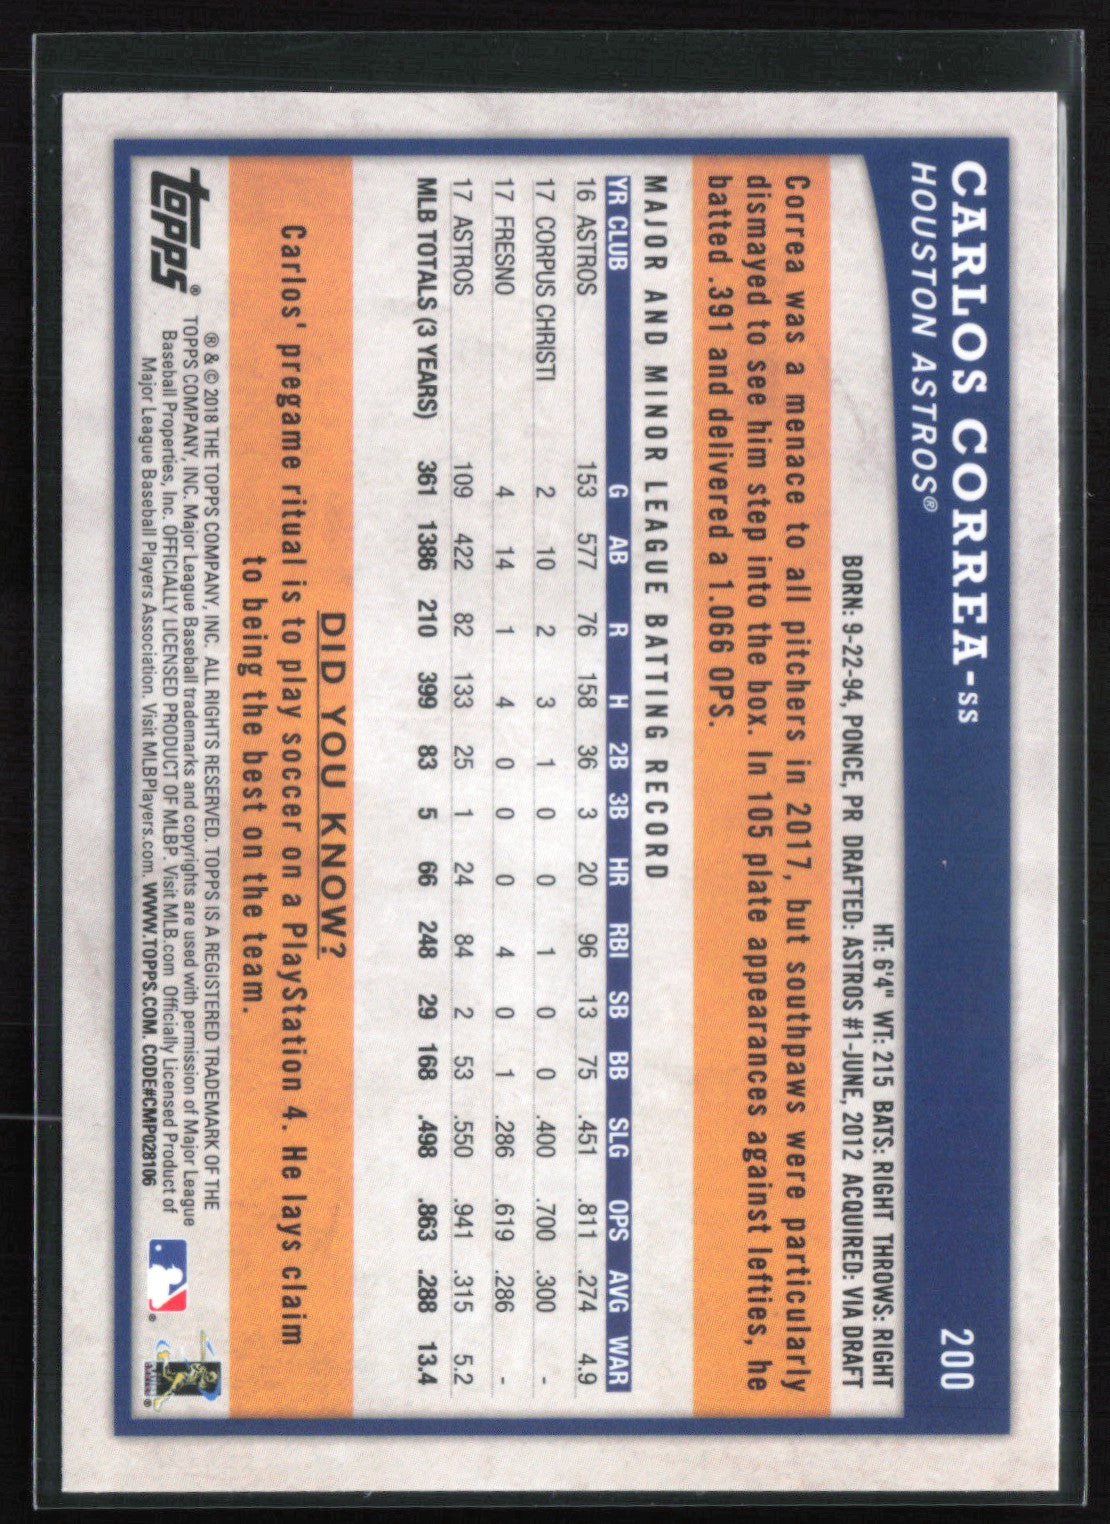 200
CARLOS CORREA-SS
HOUSTON ASTROS®
HT: 6'4" WT: 215 BATS: RIGHT THROWS: RIGHT
BORN: 9-22-94, PONCE, PR DRAFTED: ASTROS #1-JUNE, 2012 ACQUIRED: VIA DRAFT
Correa was a menace to all pitchers in 2017, but southpaws were particularly
dismayed to see him step into the box. In 105 plate appearances against lefties, he
batted .391 and delivered a 1.066 OPS.
MAJOR AND MINOR LEAGUE BATTING RECORD
YR CLUB G AB R H 2B 3B HR RBI SB BB SLG OPS AVG WAR
16 ASTROS 153 577 76 158 36 3 20 96 13 75 .451 .811 .274 4.9
17 CORPUS CHRISTI 2 10 2 3 1 0 0 1 0 0 .400 .700 .300 -
17 FRESNO 4 14 1 4 0 0 0 4 0 1 .286 .619 .286 -
17 ASTROS 109 422 82 133 25 1 24 84 2 53 .550 .941 .315 5.2
MLB TOTALS (3 YEARS) 361 1386 210 399 83 5 66 248 29 168 .498 .863 .288 13.4
DID YOU KNOW?
Carlos' pregame ritual is to play soccer on a PlayStation 4. He lays claim
to being the best on the team.
topps®
® & © 2018 THE TOPPS COMPANY, INC. ALL RIGHTS RESERVED. TOPPS IS A REGISTERED TRADEMARK OF THE
TOPPS COMPANY, INC. Major League Baseball trademarks and copyrights are used with permission of Major League
Baseball Properties, Inc. OFFICIALLY LICENSED PRODUCT OF MLBP. Visit MLB.com Officially Licensed Product of
Major League Baseball Players Association. Visit MLBPlayers.com. WWW.TOPPS.COM. CODE#CMP028106